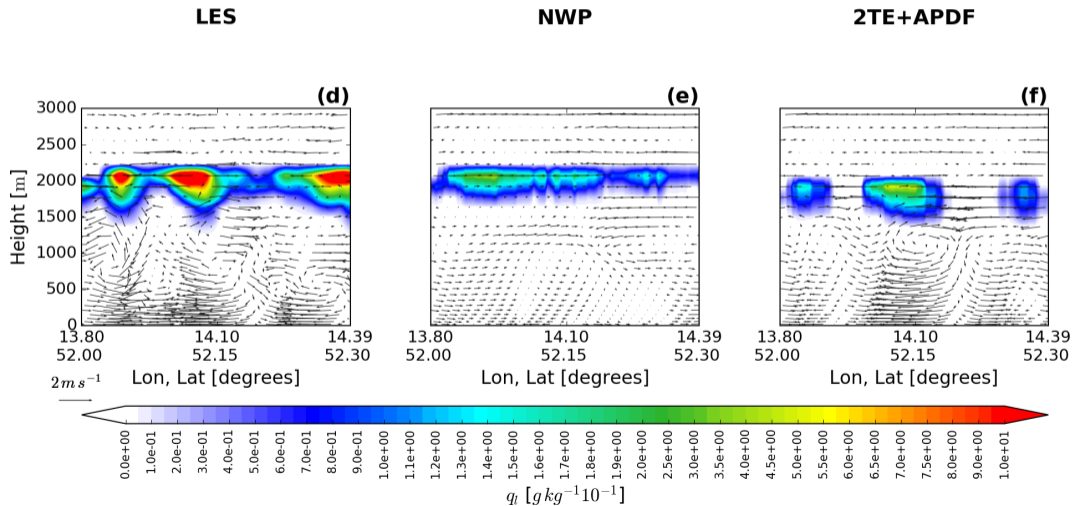 LES NWP 2TE+APDF
(d) (e) (f)
3000
2500
2000
1500
1000
500
0
Height [m]
13.80 14.10 14.39 13.80 14.10 14.39 13.80 14.10 14.39
52.00 52.15 52.30 52.00 52.15 52.30 52.00 52.15 52.30
Lon, Lat [degrees] Lon, Lat [degrees] Lon, Lat [degrees]
2 m s⁻¹
0.0e+00 1.0e-01 2.0e-01 3.0e-01 4.0e-01 5.0e-01 6.0e-01 7.0e-01 8.0e-01 9.0e-01 1.0e+00 1.1e+00 1.2e+00 1.3e+00 1.4e+00 1.5e+00 1.6e+00 1.7e+00 1.8e+00 1.9e+00 2.0e+00 2.5e+00 3.0e+00 3.5e+00 4.0e+00 4.5e+00 5.0e+00 5.5e+00 6.0e+00 6.5e+00 7.0e+00 7.5e+00 8.0e+00 9.0e+00 1.0e+01
q_l [g kg⁻¹10⁻¹]